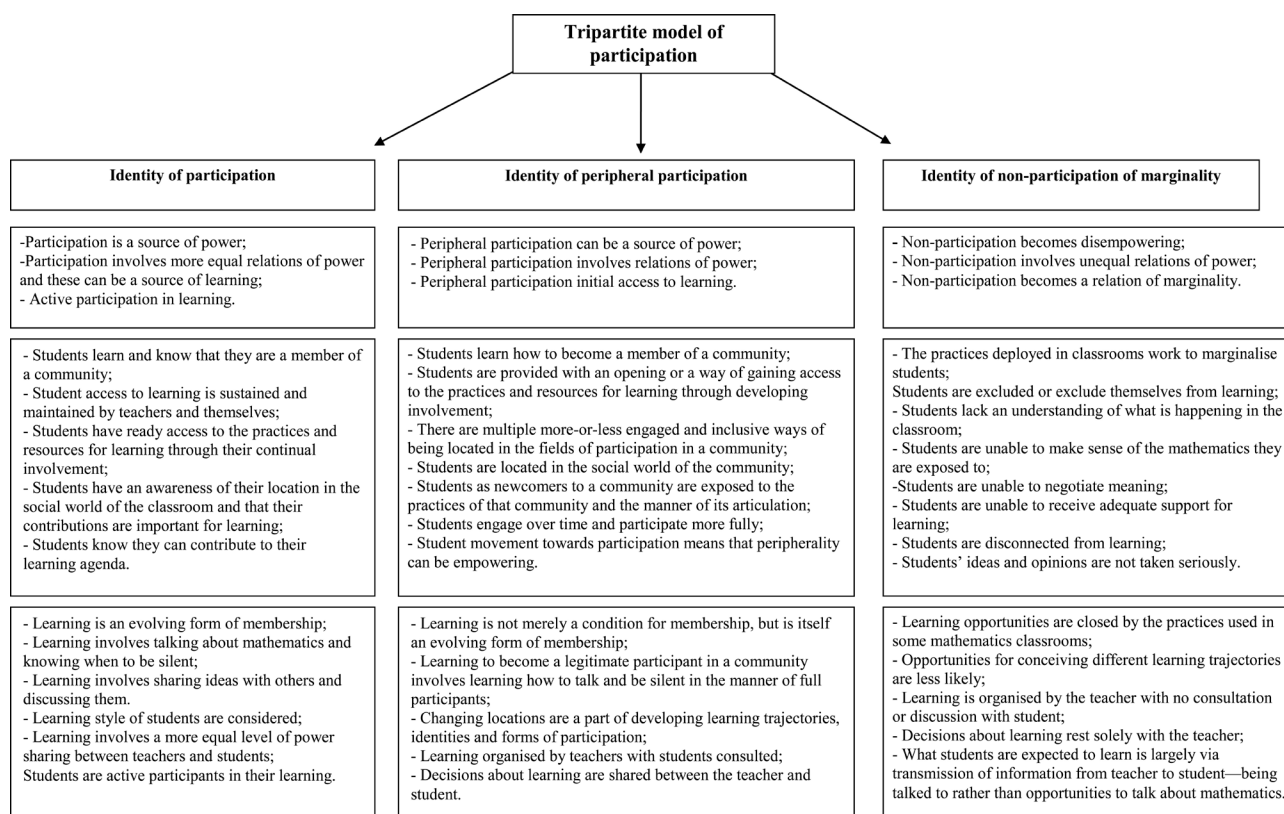 Tripartite model of
participation
Identity of participation
Identity of peripheral participation
Identity of non-participation of marginality
-Participation is a source of power;
-Participation involves more equal relations of power
and these can be a source of learning;
- Active participation in learning.
- Peripheral participation can be a source of power;
- Peripheral participation involves relations of power;
- Peripheral participation initial access to learning.
- Non-participation becomes disempowering;
- Non-participation involves unequal relations of power;
- Non-participation becomes a relation of marginality.
- Students learn and know that they are a member of
a community;
- Student access to learning is sustained and
maintained by teachers and themselves;
- Students have ready access to the practices and
resources for learning through their continual
involvement;
- Students have an awareness of their location in the
social world of the classroom and that their
contributions are important for learning;
- Students know they can contribute to their
learning agenda.
- Students learn how to become a member of a community;
- Students are provided with an opening or a way of gaining
access to the practices and resources for learning through developing
involvement;
- There are multiple more-or-less engaged and inclusive ways of
being located in the fields of participation in a community;
- Students are located in the social world of the community;
- Students as newcomers to a community are exposed to the
practices of that community and the manner of its articulation;
- Students engage over time and participate more fully;
- Student movement towards participation means that peripherality
can be empowering.
- The practices deployed in classrooms work to marginalise
students;
Students are excluded or exclude themselves from learning;
- Students lack an understanding of what is happening in the
classroom;
- Students are unable to make sense of the mathematics they
are exposed to;
-Students are unable to negotiate meaning;
- Students are unable to receive adequate support for
learning;
- Students are disconnected from learning;
- Students’ ideas and opinions are not taken seriously.
- Learning is an evolving form of membership;
- Learning involves talking about mathematics and
knowing when to be silent;
- Learning involves sharing ideas with others and
discussing them.
- Learning style of students are considered;
- Learning involves a more equal level of power
sharing between teachers and students;
Students are active participants in their learning.
- Learning is not merely a condition for membership, but is itself
an evolving form of membership;
- Learning to become a legitimate participant in a community
involves learning how to talk and be silent in the manner of full
participants;
- Changing locations are a part of developing learning trajectories,
identities and forms of participation;
- Learning organised by teachers with students consulted;
- Decisions about learning are shared between the teacher and
student.
- Learning opportunities are closed by the practices used in
some mathematics classrooms;
- Opportunities for conceiving different learning trajectories
are less likely;
- Learning is organised by the teacher with no consultation
or discussion with student;
- Decisions about learning rest solely with the teacher;
- What students are expected to learn is largely via
transmission of information from teacher to student—being
talked to rather than opportunities to talk about mathematics.